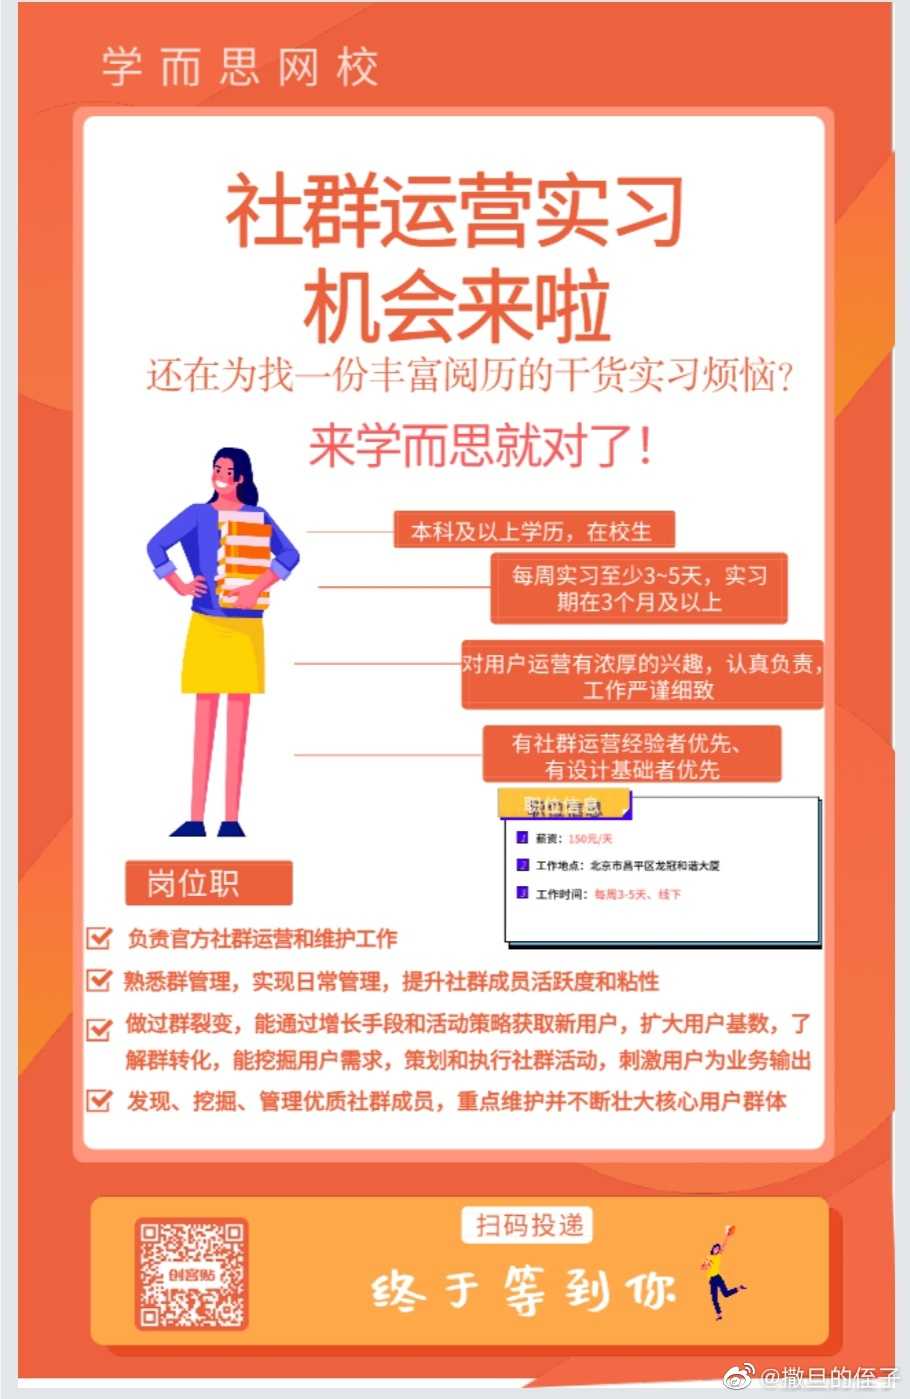 学而思网校
社群运营实习
机会来啦
还在为找一份丰富阅历的干货实习烦恼?
来学而思就对了!
本科及以上学历，在校生
每周实习至少3~5天，实习
期在3个月及以上
对用户运营有浓厚的兴趣，认真负责，
工作严谨细致
有社群运营经验者优先、
有设计基础者优先
职位信息
1 薪资：150元/天
2 工作地点：北京市昌平区龙冠和谐大厦
3 工作时间：每周3-5天、线下
岗位职
负责官方社群运营和维护工作
熟悉群管理，实现日常管理，提升社群成员活跃度和粘性
做过群裂变，能通过增长手段和活动策略获取新用户，扩大用户基数，了
解群转化，能挖掘用户需求，策划和执行社群活动，刺激用户为业务输出
发现、挖掘、管理优质社群成员，重点维护并不断壮大核心用户群体
创客贴
扫码投递
终于等到你
@撒旦的侄子